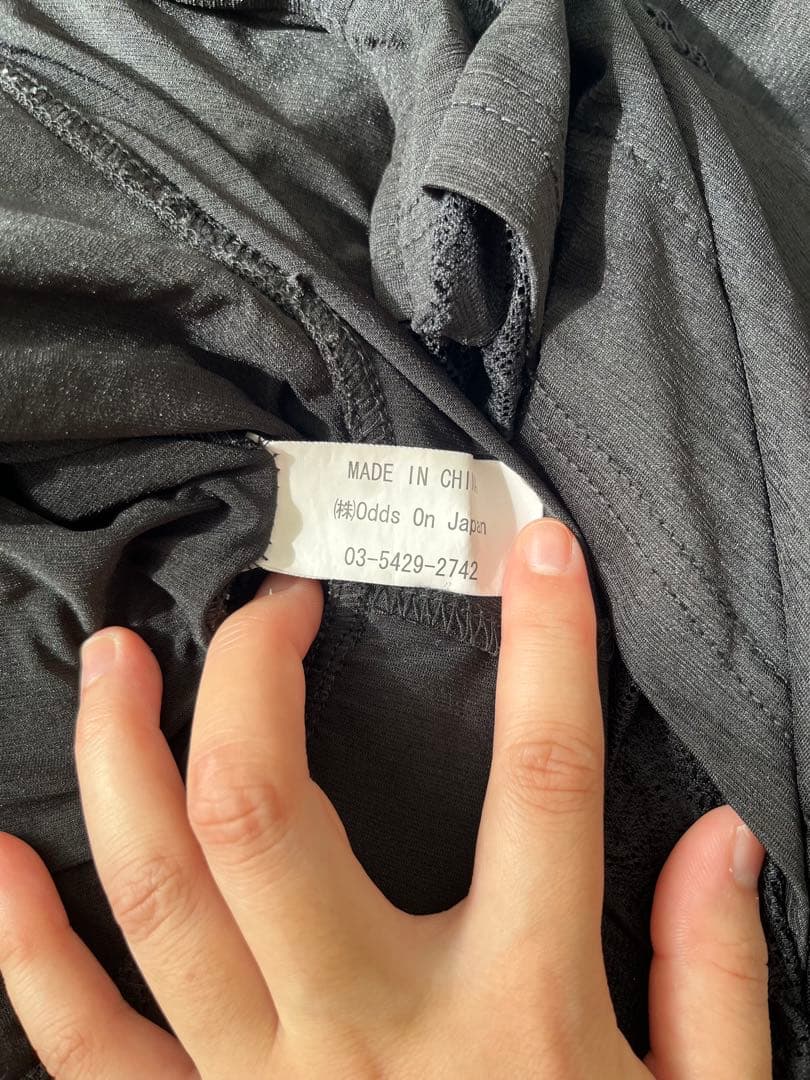 MADE IN CHINA
㈱Odds On Japan
03-5429-2742